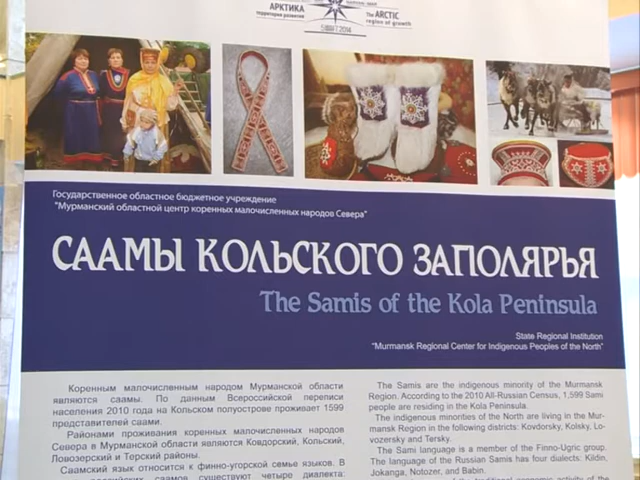 АРКТИКА
территория развития
The ARCTIC
region of growth
Государственное областное бюджетное учреждение
"Мурманский областной центр коренных малочисленных народов Севера"
СААМЫ КОЛЬСКОГО ЗАПОЛЯРЬЯ
The Samis of the Kola Peninsula
State Regional Institution
"Murmansk Regional Center for Indigenous Peoples of the North"
Коренным малочисленным народом Мурманской области
являются саамы. По данным Всероссийской переписи
населения 2010 года на Кольском полуострове проживает 1599
представителей саами.
Районами проживания коренных малочисленных народов
Севера в Мурманской области являются Ковдорский, Кольский,
Ловозерский и Терский районы.
Саамский язык относится к финно-угорской семье языков. В
саамов существуют четыре диалекта:
The Samis are the indigenous minority of the Murmansk
Region. According to the 2010 All-Russian Census, 1,599 Sami
people are residing in the Kola Peninsula.
The indigenous minorities of the North are living in the Mur-
mansk Region in the following districts: Kovdorsky, Kolsky, Lo-
vozersky and Tersky.
The Sami language is a member of the Finno-Ugric group.
The language of the Russian Samis has four dialects: Kildin,
Jokanga, Notozer, and Babin.